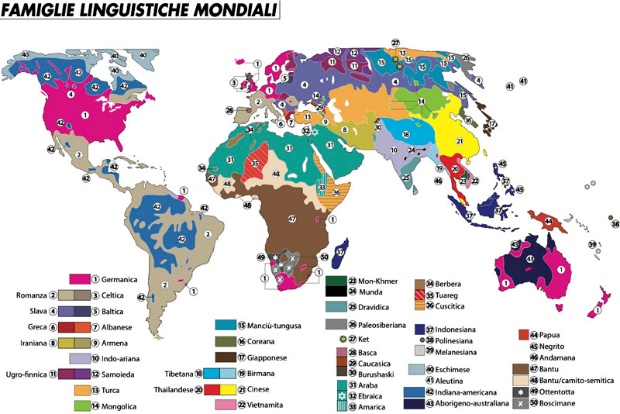 FAMIGLIE LINGUISTICHE MONDIALI
1 Germanica
Romanza 2 3 Celtica
Slava 4 5 Baltica
Greca 6 7 Albanese
Iraniana 8 9 Armena
10 Indo-ariana
Ugro-finnica 11 12 Samoieda
13 Turca
14 Mongolica
15 Manciù-tungusa
16 Coreana
17 Giapponese
Tibetana 18 19 Birmana
Thailandese 20 21 Cinese
22 Vietnamita
23 Mon-Khmer
24 Munda
25 Dravidica
26 Paleosiberiana
27 Ket
28 Basca
29 Caucasica
30 Burushaski
31 Araba
32 Ebraica
33 Amarica
34 Berbera
35 Tuareg
36 Cuscitica
37 Indonesiana
38 Polinesiana
39 Melanesiana
40 Eschimese
41 Aleutina
42 Indiana-americana
43 Aborigeno-australiana
44 Papua
45 Negrito
46 Andamana
47 Bantu
48 Bantu/camito-semitica
49 Ottentotta
50 Boscimane